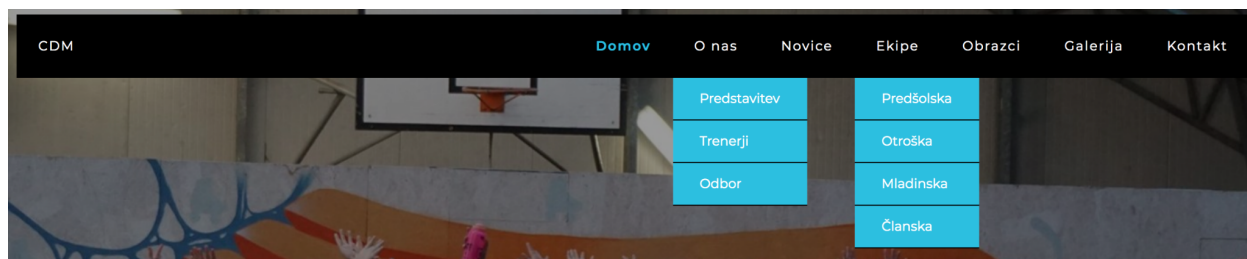 CDM Domov O nas Novice Ekipe Obrazci Galerija Kontakt
Predstavitev Predšolska
Trenerji Otroška
Odbor Mladinska
Članska